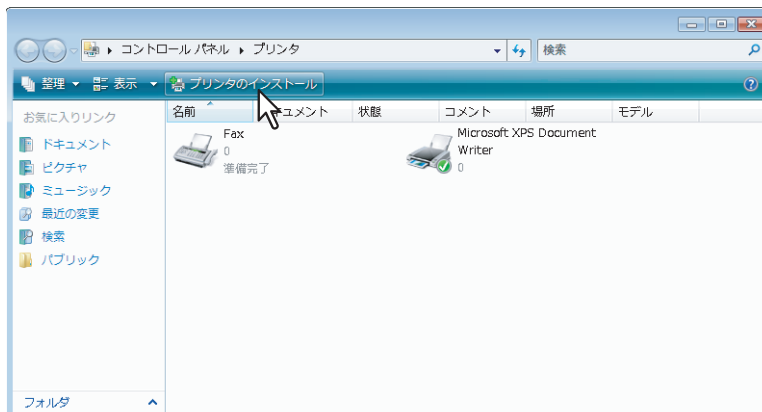 コントロール パネル ▸ プリンタ
検索
整理 表示 プリンタのインストール
お気に入りリンク
ドキュメント
ピクチャ
ミュージック
最近の変更
検索
パブリック
フォルダ
名前 キュメント 状態 コメント 場所 モデル
Fax
0
準備完了
Microsoft XPS Document
Writer
0